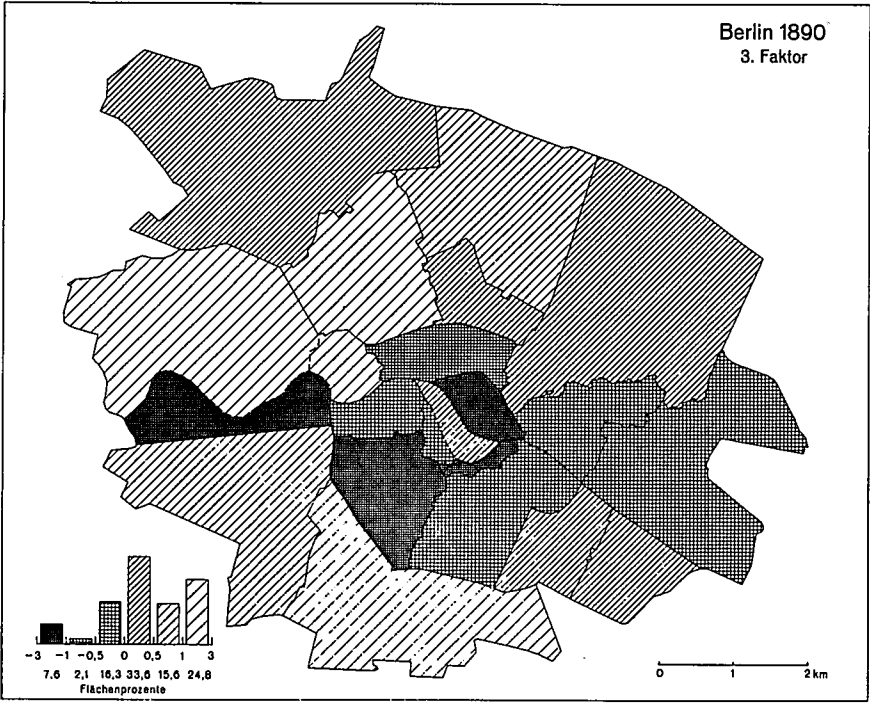 Berlin 1890
3. Faktor
-3 -1 -0,5 0 0,5 1 3
7.6 2,1 16,3 33,6 15,6 24,8
Flächenprozente
0 1 2 km